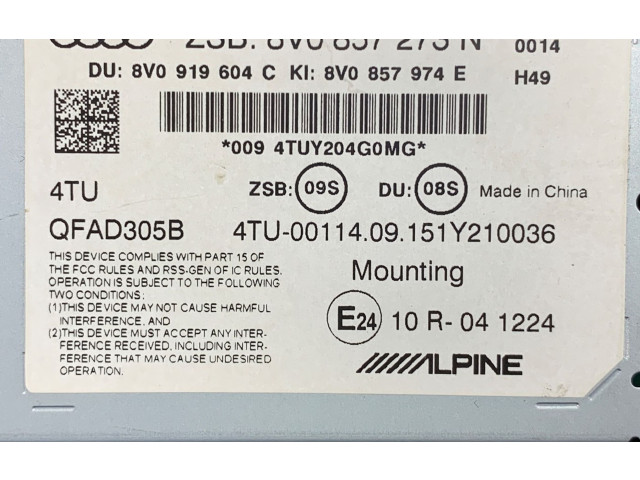 ZSB: 8V0 857 273 N 0014
DU: 8V0 919 604 C KI: 8V0 857 974 E H49
*009 4TUY204G0MG*
4TU ZSB: 09S DU: 08S Made in China
QFAD305B 4TU-00114.09.151Y210036
THIS DEVICE COMPLIES WITH PART 15 OF
THE FCC RULES AND RSS-GEN OF IC RULES.
OPERATION IS SUBJECT TO THE FOLLOWING
TWO CONDITIONS:
(1)THIS DEVICE MAY NOT CAUSE HARMFUL
INTERFERENCE, AND
(2)THIS DEVICE MUST ACCEPT ANY INTER-
FERENCE RECEIVED, INCLUDING INTER-
FERENCE THAT MAY CAUSE UNDESIRED
OPERATION.
Mounting
E24 10 R- 04 1224
ALPINE